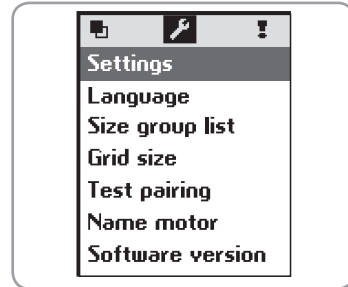 Settings
Language
Size group list
Grid size
Test pairing
Name motor
Software version